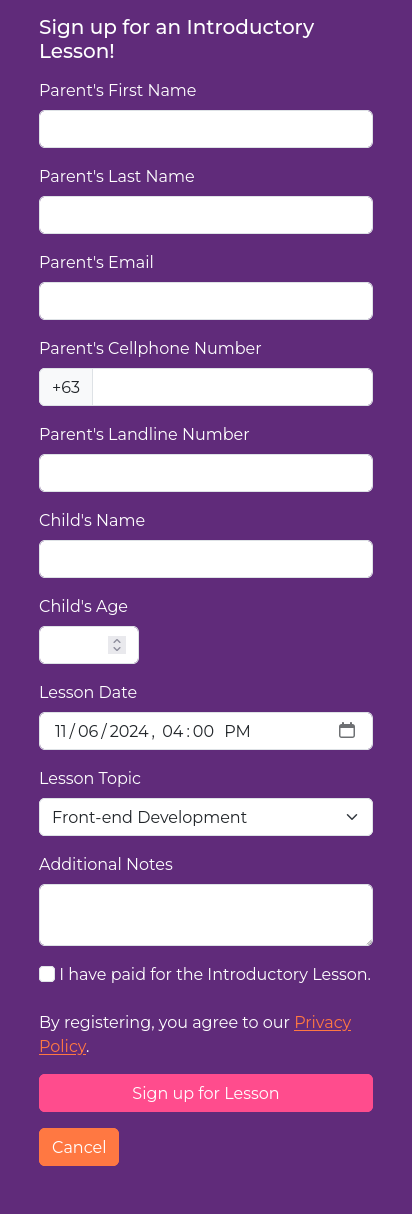 Sign up for an Introductory
Lesson!
Parent's First Name
Parent's Last Name
Parent's Email
Parent's Cellphone Number
+63
Parent's Landline Number
Child's Name
Child's Age
Lesson Date
11/06/2024, 04:00 PM
Lesson Topic
Front-end Development
Additional Notes
I have paid for the Introductory Lesson.
By registering, you agree to our Privacy
Policy.
Sign up for Lesson
Cancel